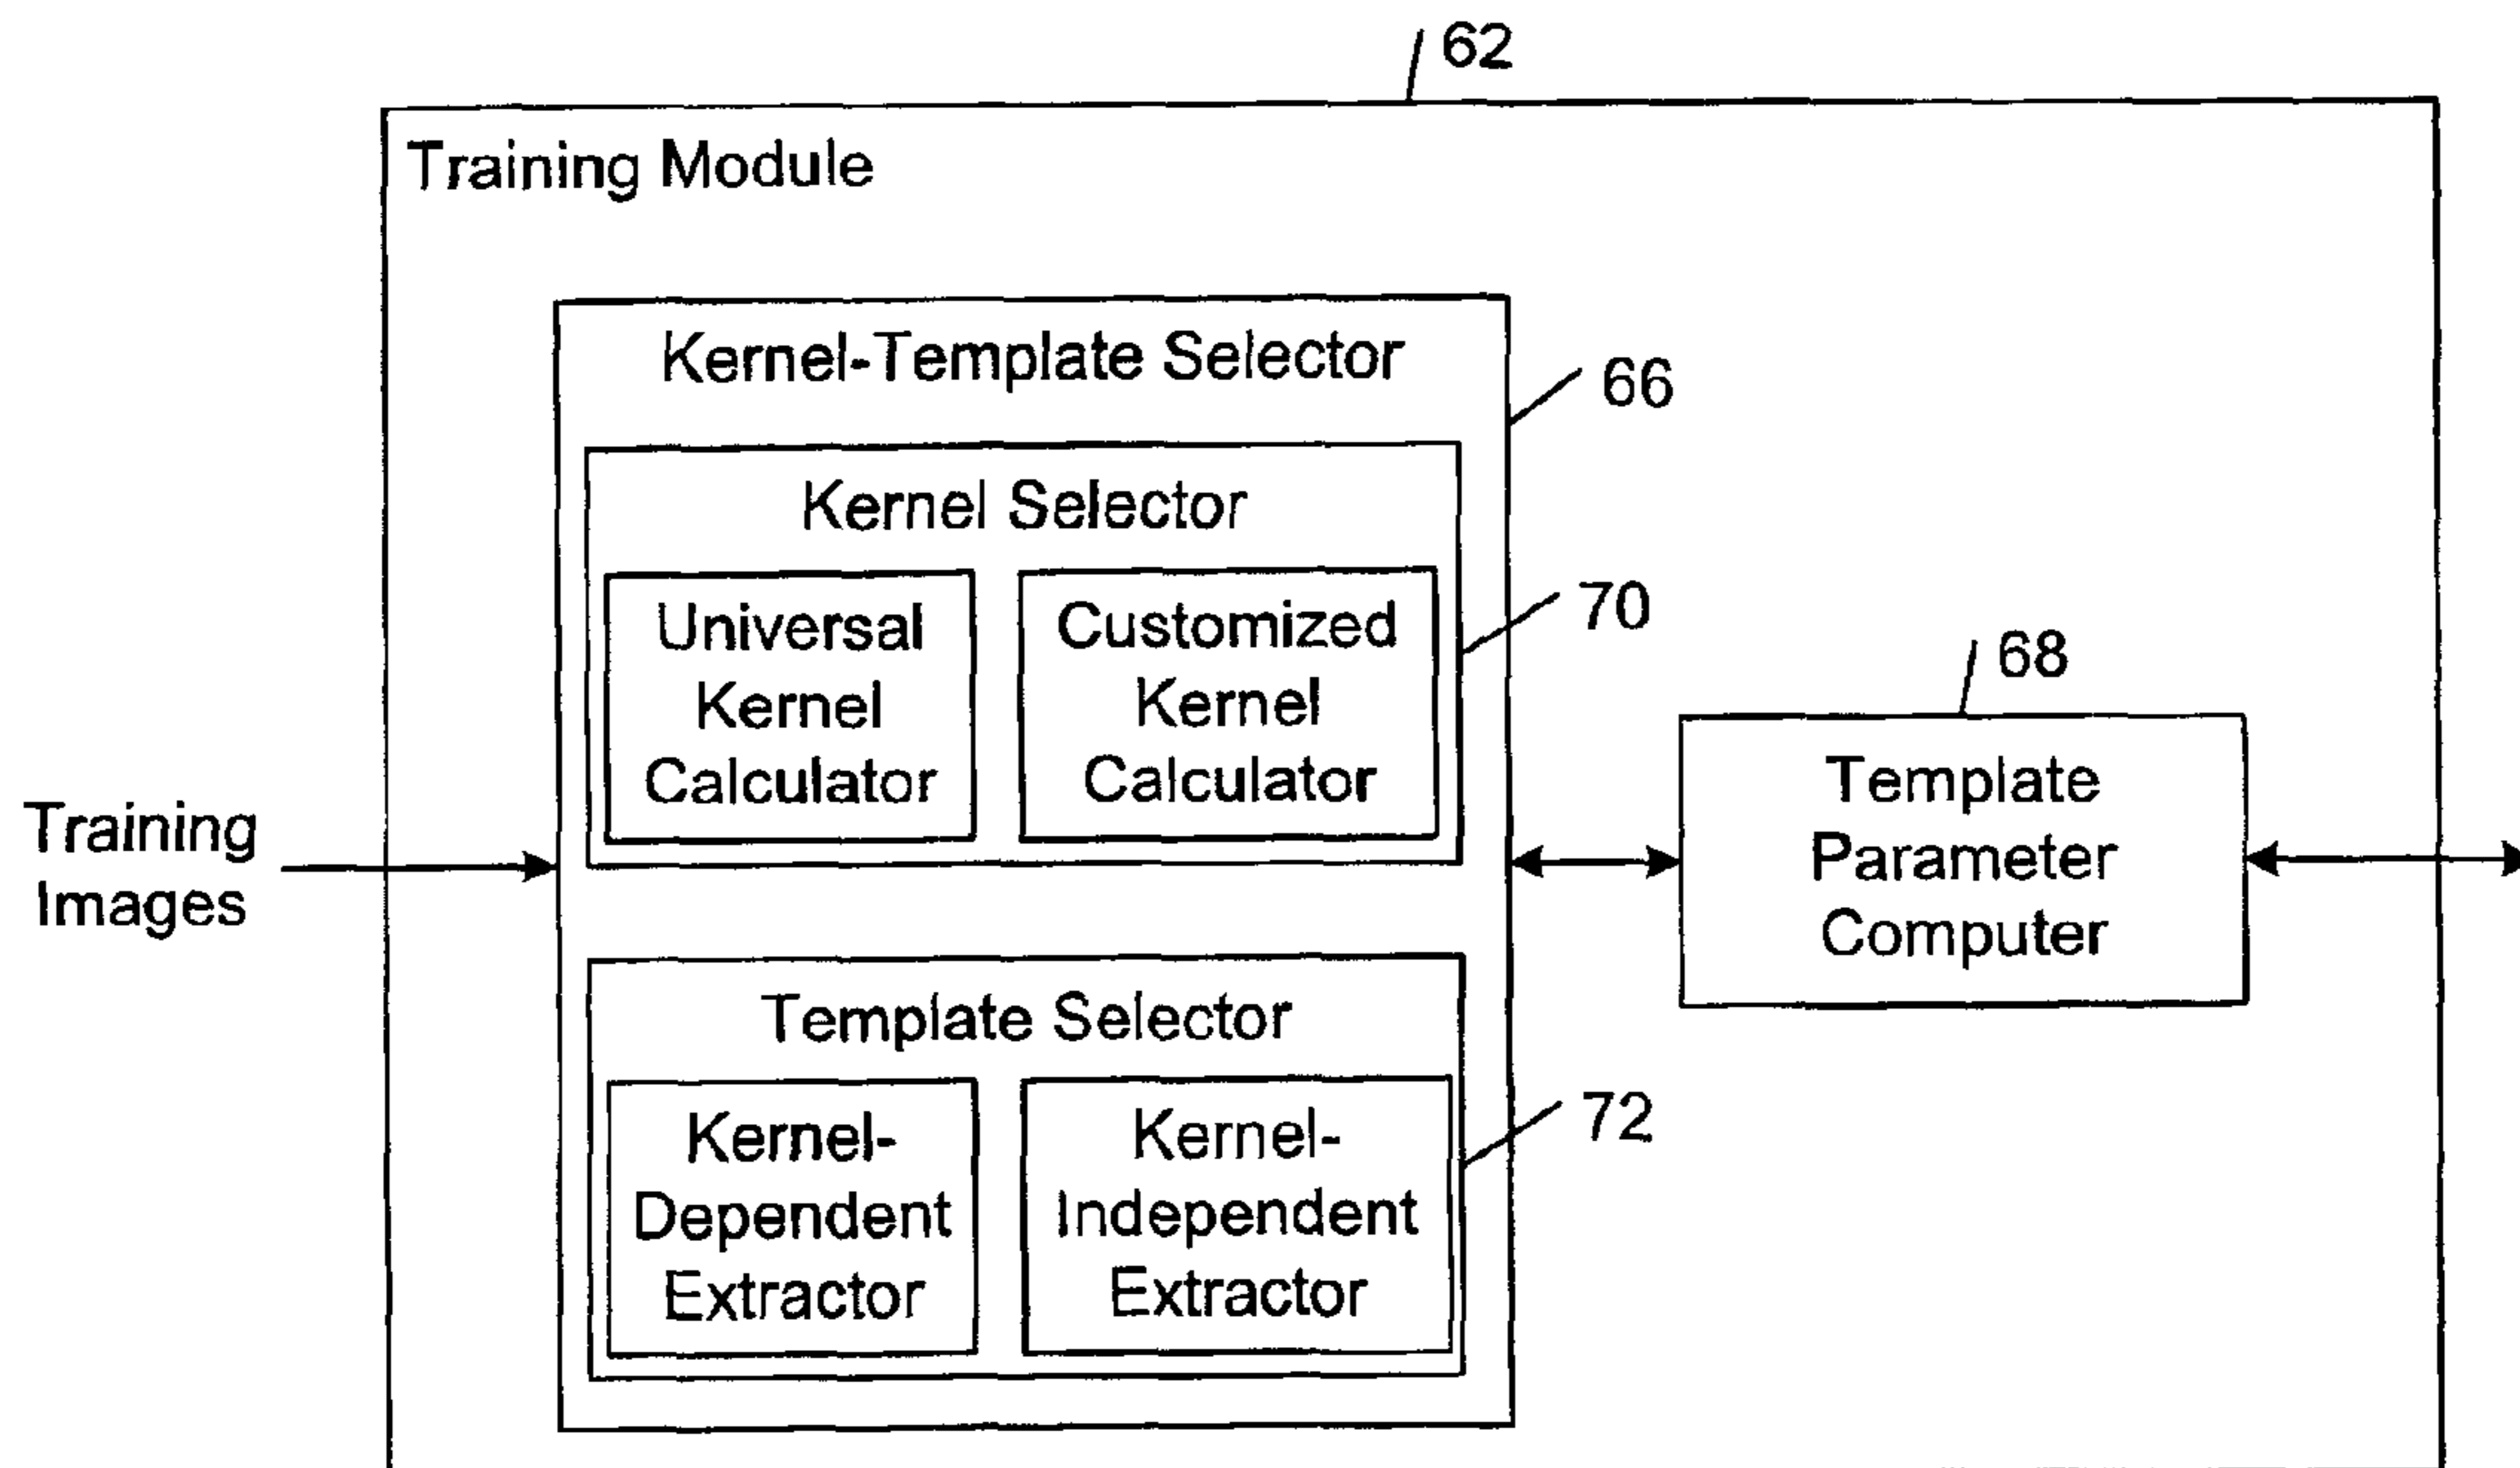 62
Training Module
Kernel-Template Selector
66
Kernel Selector
70
Universal
Kernel
Calculator
Customized
Kernel
Calculator
68
Template
Parameter
Computer
Training
Images
Template Selector
72
Kernel-
Dependent
Extractor
Kernel-
Independent
Extractor